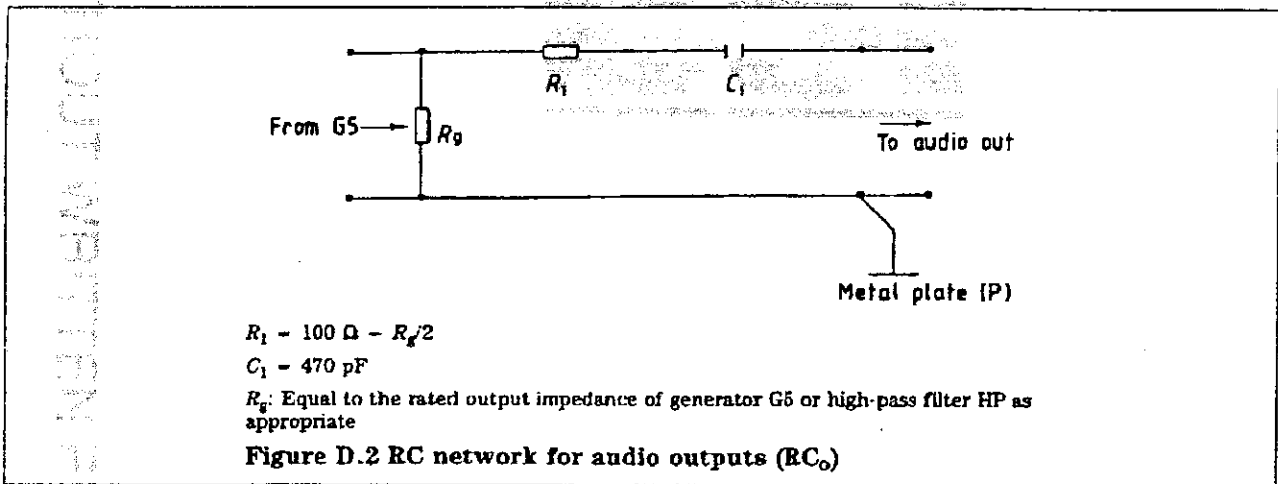 R₁
C₁
From G5
Rg
To audio out
Metal plate (P)
R₁ = 100 Ω − Rg/2
C₁ = 470 pF
Rg: Equal to the rated output impedance of generator G5 or high-pass filter HP as
appropriate
Figure D.2 RC network for audio outputs (RCₒ)